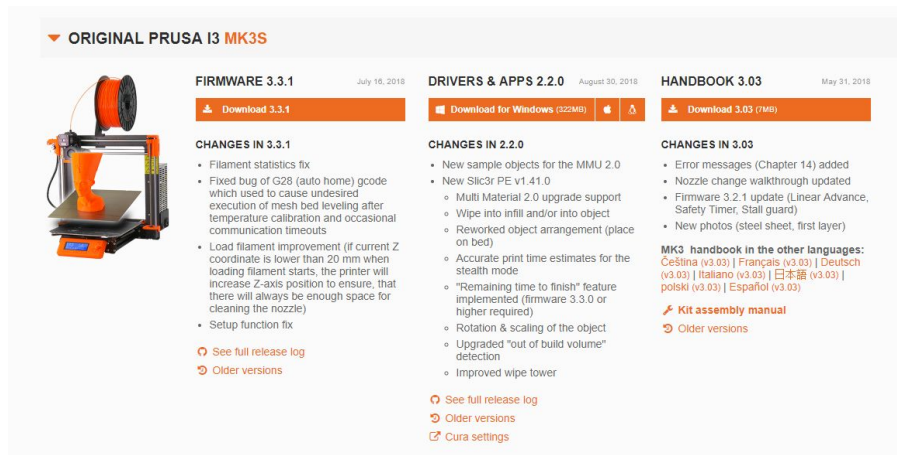 ORIGINAL PRUSA I3 MK3S
FIRMWARE 3.3.1
July 16, 2018
Download 3.3.1
CHANGES IN 3.3.1
• Filament statistics fix
• Fixed bug of G28 (auto home) gcode
which used to cause undesired
execution of mesh bed leveling after
temperature calibration and occasional
communication timeouts
• Load filament improvement (if current Z
coordinate is lower than 20 mm when
loading filament starts, the printer will
increase Z-axis position to ensure, that
there will always be enough space for
cleaning the nozzle)
• Setup function fix
See full release log
Older versions
DRIVERS & APPS 2.2.0
August 30, 2018
Download for Windows (322MB)
CHANGES IN 2.2.0
• New sample objects for the MMU 2.0
• New Slic3r PE v1.41.0
◦ Multi Material 2.0 upgrade support
◦ Wipe into infill and/or into object
◦ Reworked object arrangement (place
on bed)
◦ Accurate print time estimates for the
stealth mode
◦ "Remaining time to finish" feature
implemented (firmware 3.3.0 or
higher required)
◦ Rotation & scaling of the object
◦ Upgraded "out of build volume"
detection
◦ Improved wipe tower
See full release log
Older versions
Cura settings
HANDBOOK 3.03
May 31, 2018
Download 3.03 (7MB)
CHANGES IN 3.03
• Error messages (Chapter 14) added
• Nozzle change walkthrough updated
• Firmware 3.2.1 update (Linear Advance,
Safety Timer, Stall guard)
• New photos (steel sheet, first layer)
MK3 handbook in the other languages:
Čeština (v3.03) | Français (v3.03) | Deutsch
(v3.03) | Italiano (v3.03) | 日本語 (v3.03) |
polski (v3.03) | Español (v3.03)
Kit assembly manual
Older versions